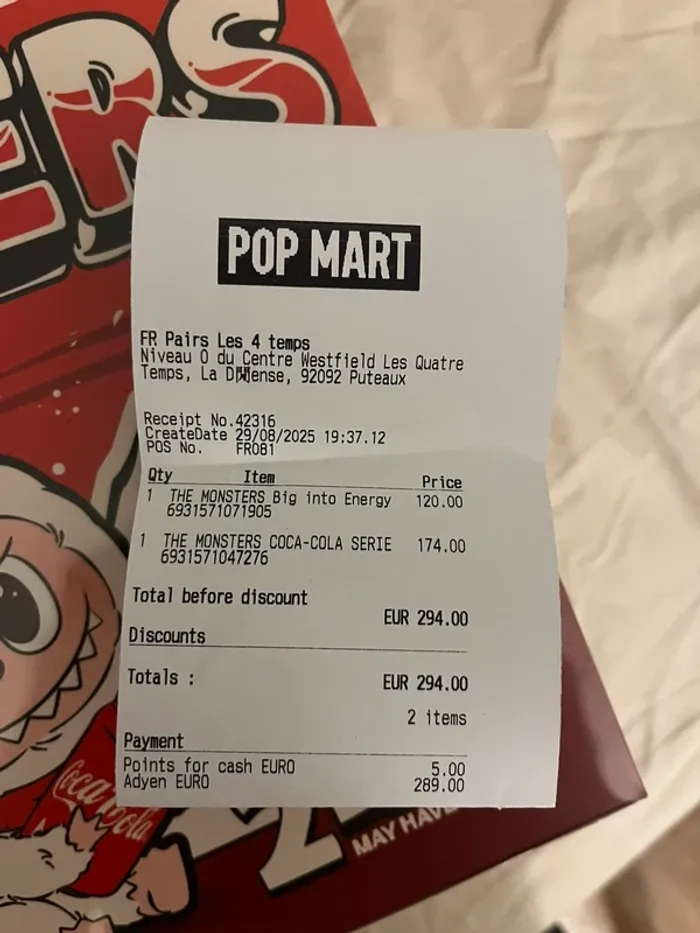 ERS
POP MART
FR Pairs Les 4 temps
Niveau 0 du Centre Westfield Les Quatre
Temps, La Dense, 92092 Puteaux
Receipt No.42316
CreateDate 29/08/2025 19:37.12
POS No. FR081
Qty Item Price
1 THE MONSTERS Big into Energy 120.00
6931571071905
1 THE MONSTERS COCA-COLA SERIE 174.00
6931571047276
Total before discount
EUR 294.00
Discounts
Totals :
EUR 294.00
2 items
Payment
Points for cash EURO 5.00
Adyen EURO 289.00
Coca-Cola
MAY HAV